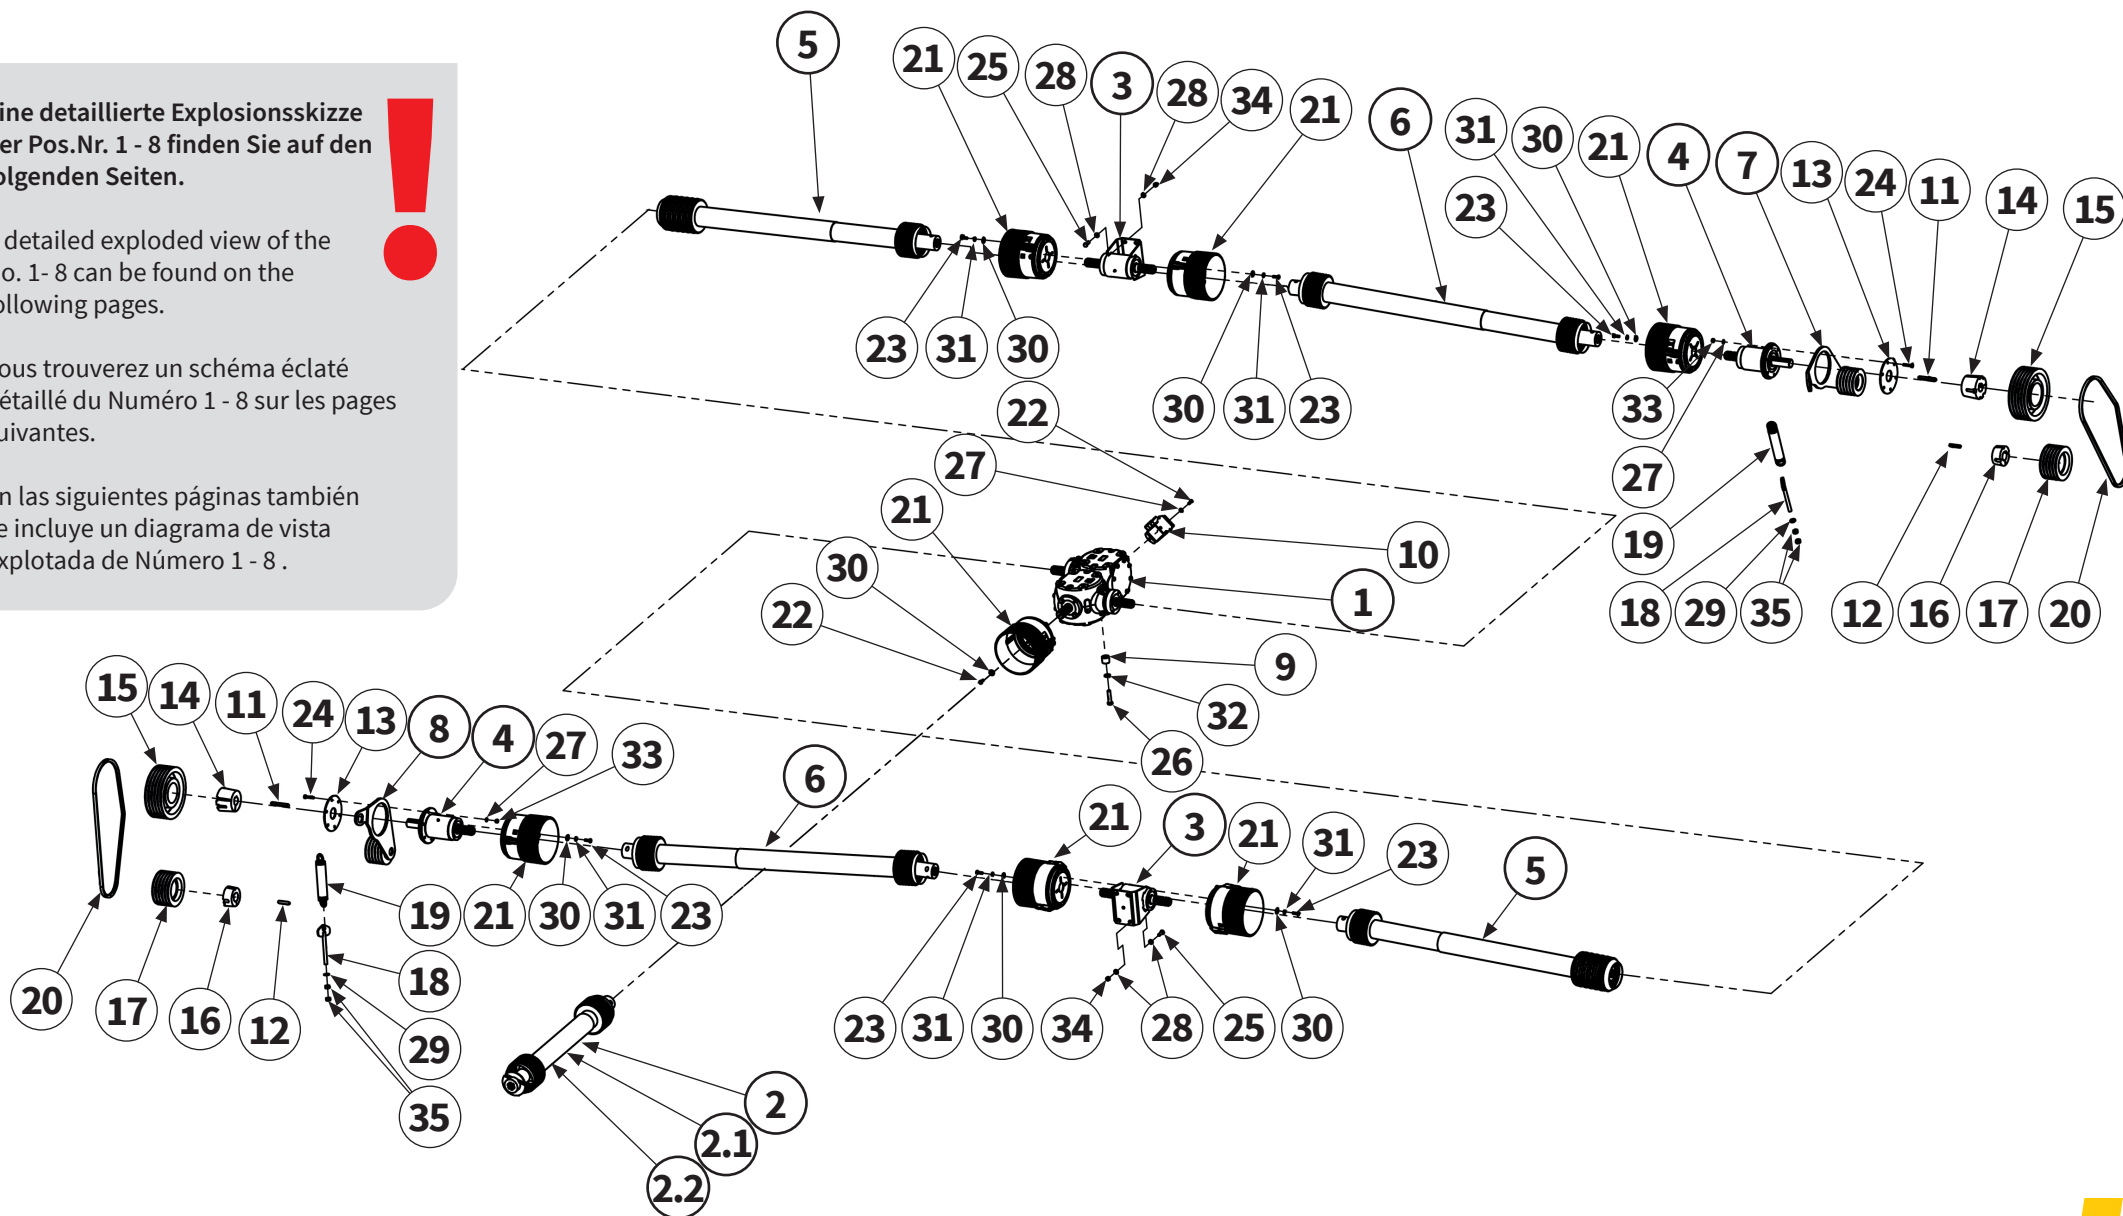 ine detaillierte Explosionsskizze
er Pos.Nr. 1 - 8 finden Sie auf den
olgenden Seiten.
detailed exploded view of the
o. 1- 8 can be found on the
ollowing pages.
ous trouverez un schéma éclaté
étaillé du Numéro 1 - 8 sur les pages
uivantes.
n las siguientes páginas también
e incluye un diagrama de vista
xplotada de Número 1 - 8 .
!
5 21 25 28 3 28 34 21 6 31 30 21 4 7 13 24 11 14 15
23
23 31 30 30 31 23 33
22
27 27
21 19
10
30
22 1 18 29 35 12 16 17 20
9
32
26
15 14 11 24 13 8 4 27 33 6
21 3 21 31 23 5
19 21 30 31 23
20 17 16 12 18
29
35
23 31 30 34 28 25 30
2
2.1
2.2